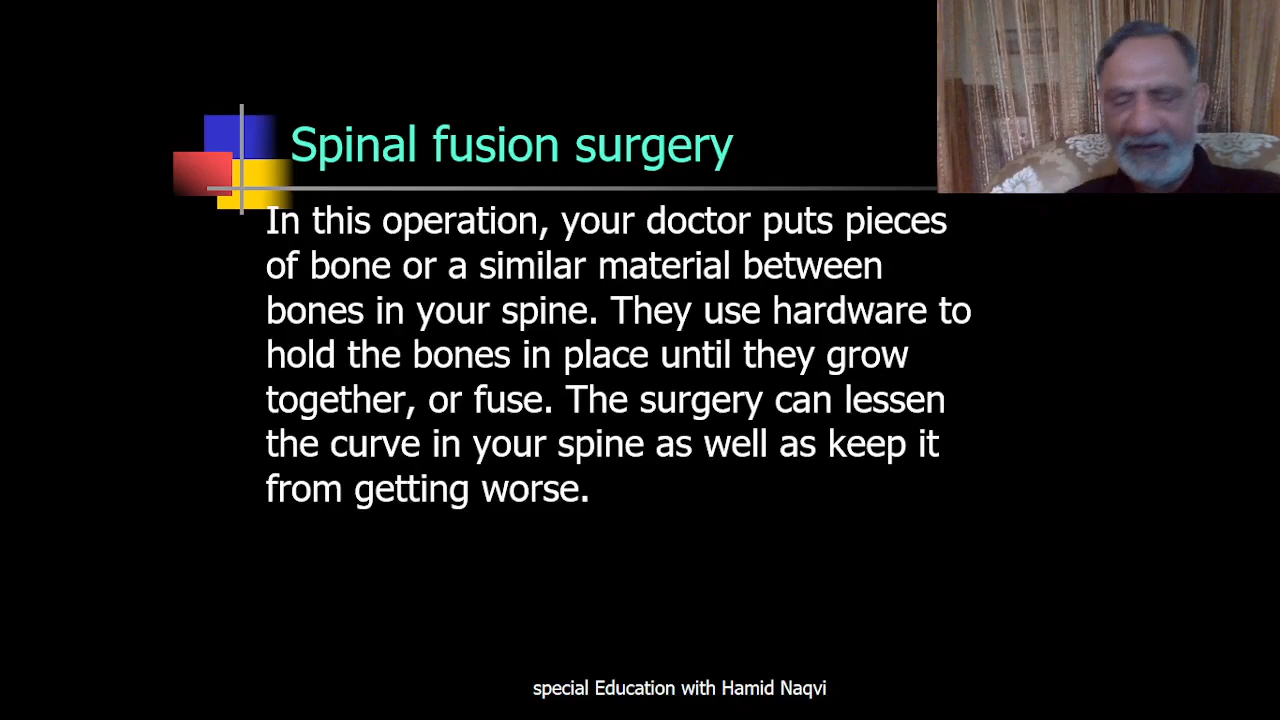 Spinal fusion surgery
In this operation, your doctor puts pieces
of bone or a similar material between
bones in your spine. They use hardware to
hold the bones in place until they grow
together, or fuse. The surgery can lessen
the curve in your spine as well as keep it
from getting worse.
special Education with Hamid Naqvi